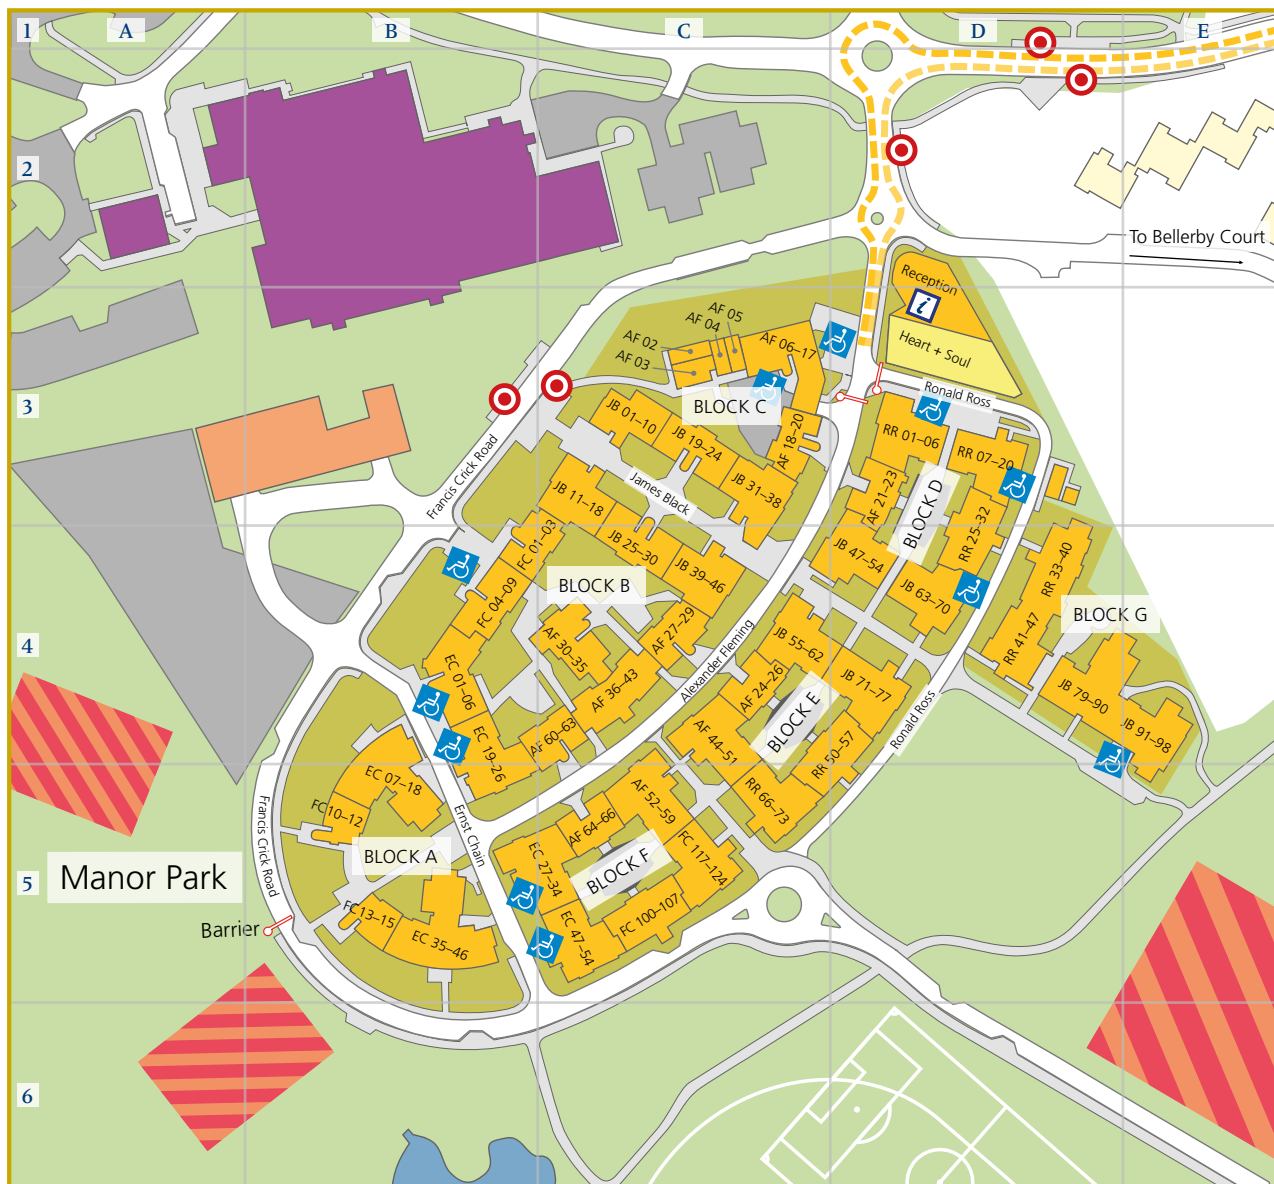 1
A
B
C
D
E
2
To Bellerby Court
Reception
i
Heart + Soul
AF 05
AF 04
AF 02
AF 03
AF 06–17
3
BLOCK C
Ronald Ross
JB 01–10
JB 19–24
AF 18–20
RR 01–06
RR 07–20
JB 31–38
Francis Crick Road
James Black
JB 11–18
AF 21–23
BLOCK D
RR 25–32
FC 01–03
JB 25–30
JB 39–46
JB 47–54
JB 63–70
RR 33–40
BLOCK B
FC 04–09
BLOCK G
4
AF 30–35
AF 27–29
RR 41–47
JB 55–62
Alexander Fleming
EC 01–06
AF 36–43
AF 24–26
JB 71–77
JB 79–90
BLOCK E
Ronald Ross
JB 91–98
EC 19–26
AF 60–63
AF 44–51
RR 50–57
EC 07–18
RR 66–73
FC 10–12
Francis Crick Road
Ernst Chain
AF 52–59
AF 64–66
FC 117–124
BLOCK A
BLOCK F
EC 27–34
Manor Park
5
FC 13–15
EC 35–46
EC 47–54
FC 100–107
Barrier
6